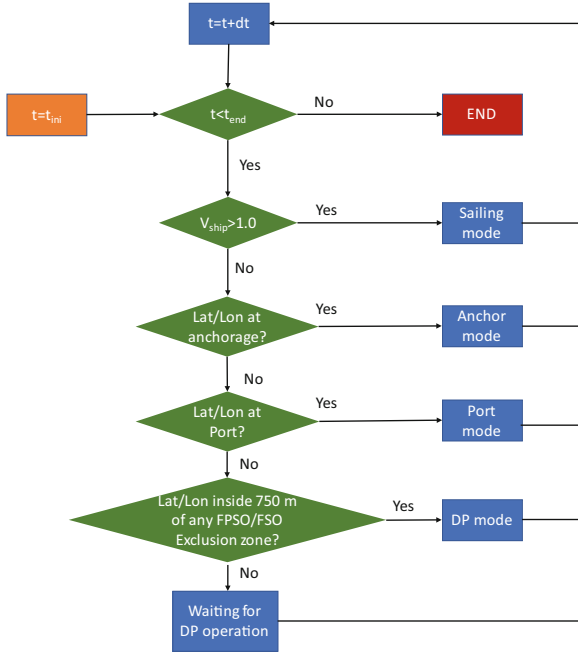 t=t+dt
t=t_ini
t<t_end
No
END
Yes
V_ship>1.0
Yes
Sailing
mode
No
Lat/Lon at
anchorage?
Yes
Anchor
mode
No
Lat/Lon at
Port?
Yes
Port
mode
No
Lat/Lon inside 750 m
of any FPSO/FSO
Exclusion zone?
Yes
DP mode
No
Waiting for
DP operation